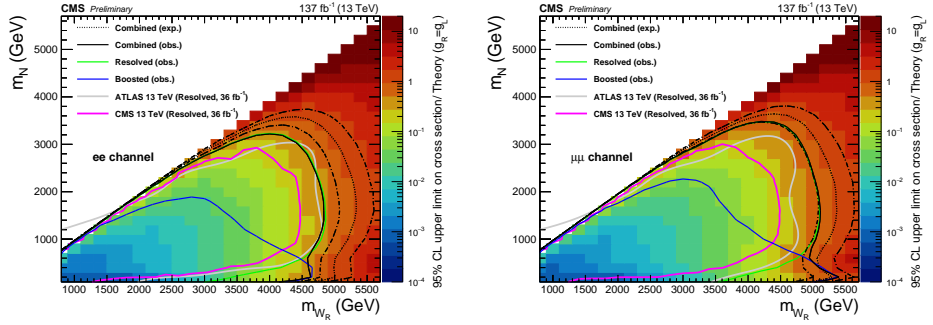 CMS Preliminary 137 fb⁻¹ (13 TeV)
m_N (GeV)
5000
4000
3000
2000
1000
Combined (exp.)
Combined (obs.)
Resolved (obs.)
Boosted (obs.)
ATLAS 13 TeV (Resolved, 36 fb⁻¹)
CMS 13 TeV (Resolved, 36 fb⁻¹)
ee channel
1000 1500 2000 2500 3000 3500 4000 4500 5000 5500
m_{W_R} (GeV)
10
1
10⁻¹
10⁻²
10⁻³
10⁻⁴
95% CL upper limit on cross section/ Theory (g_R=g_L)
CMS Preliminary 137 fb⁻¹ (13 TeV)
m_N (GeV)
5000
4000
3000
2000
1000
Combined (exp.)
Combined (obs.)
Resolved (obs.)
Boosted (obs.)
ATLAS 13 TeV (Resolved, 36 fb⁻¹)
CMS 13 TeV (Resolved, 36 fb⁻¹)
μμ channel
1000 1500 2000 2500 3000 3500 4000 4500 5000 5500
m_{W_R} (GeV)
10
1
10⁻¹
10⁻²
10⁻³
10⁻⁴
95% CL upper limit on cross section/ Theory (g_R=g_L)